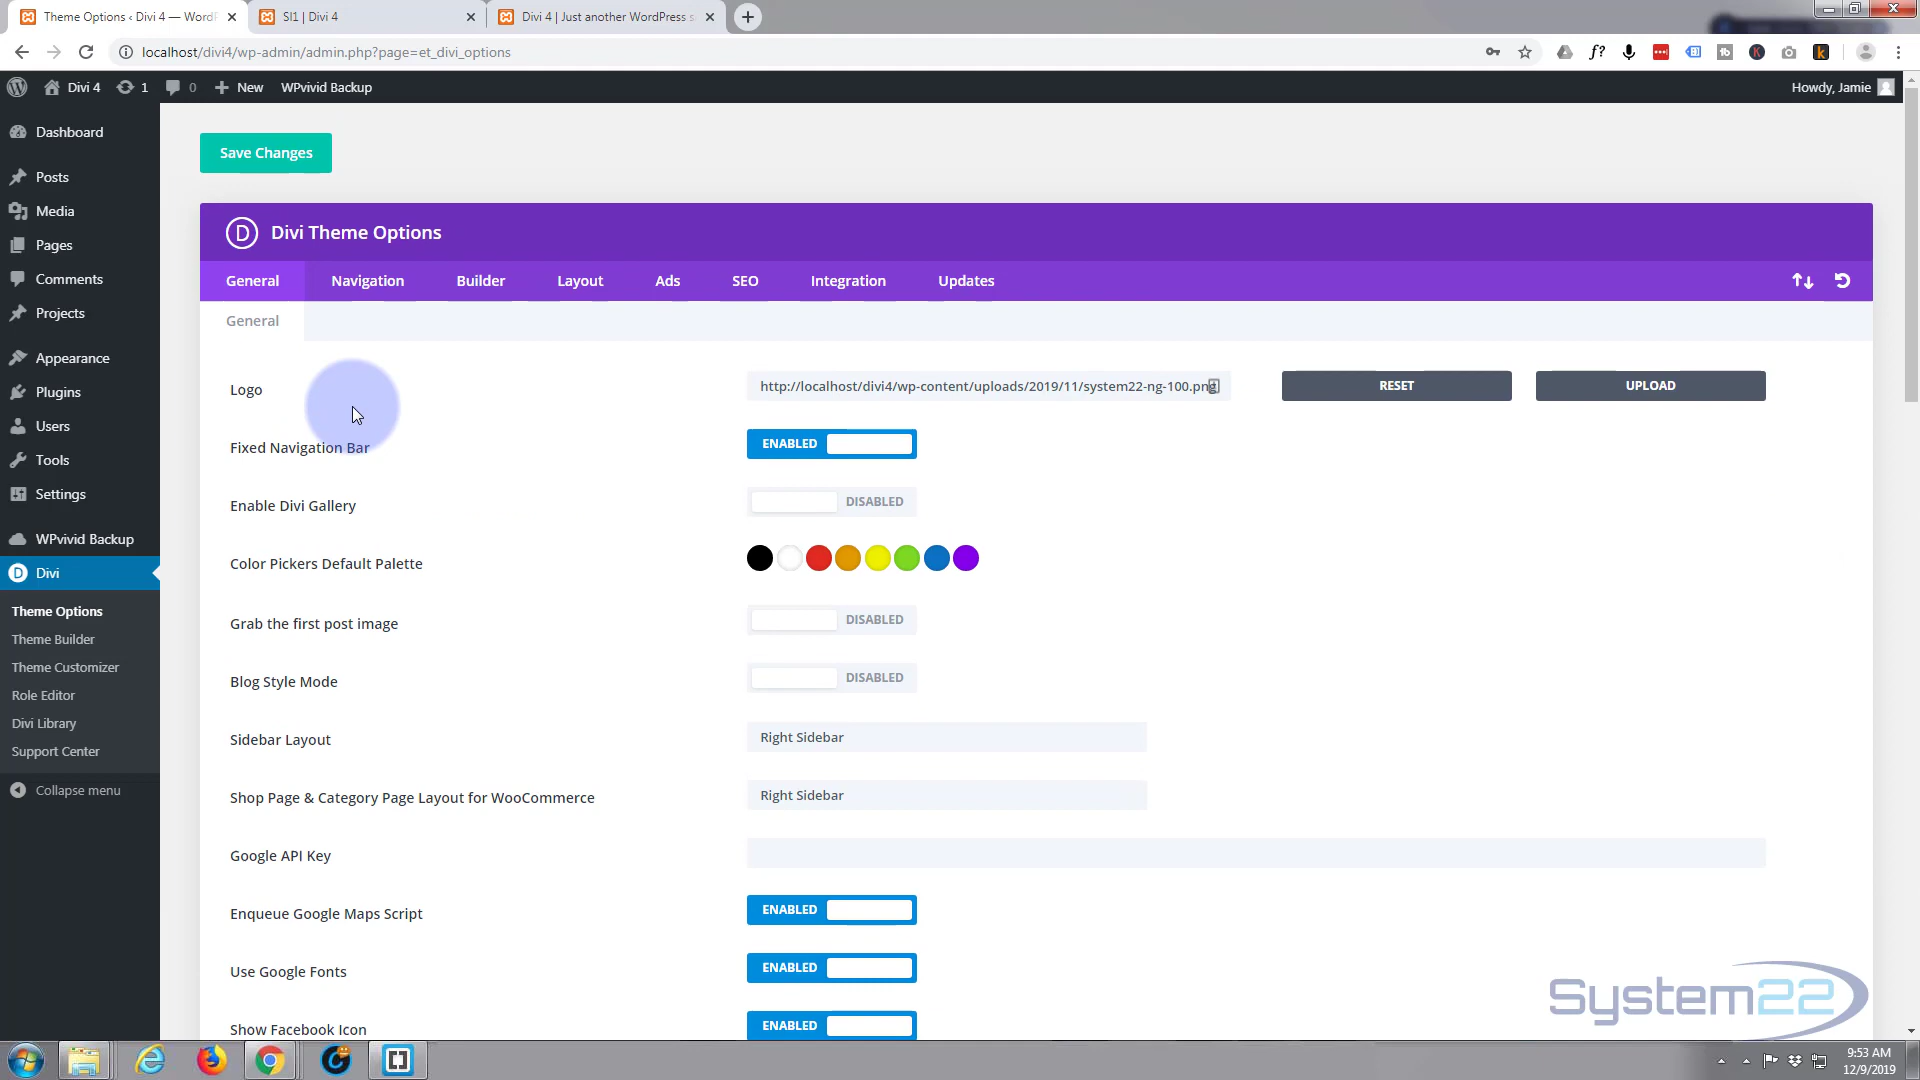 Theme Options ‹ Divi 4 — WordP
SI1 | Divi 4
Divi 4 | Just another WordPress s
localhost/divi4/wp-admin/admin.php?page=et_divi_options
Divi 4
1
0
New
WPvivid Backup
Howdy, Jamie
Dashboard
Posts
Media
Pages
Comments
Projects
Appearance
Plugins
Users
Tools
Settings
WPvivid Backup
Divi
Theme Options
Theme Builder
Theme Customizer
Role Editor
Divi Library
Support Center
Collapse menu
Save Changes
D Divi Theme Options
General Navigation Builder Layout Ads SEO Integration Updates
General
Logo
http://localhost/divi4/wp-content/uploads/2019/11/system22-ng-100.png
RESET
UPLOAD
Fixed Navigation Bar
ENABLED
Enable Divi Gallery
DISABLED
Color Pickers Default Palette
Grab the first post image
DISABLED
Blog Style Mode
DISABLED
Sidebar Layout
Right Sidebar
Shop Page & Category Page Layout for WooCommerce
Right Sidebar
Google API Key
Enqueue Google Maps Script
ENABLED
Use Google Fonts
ENABLED
Show Facebook Icon
ENABLED
System22
9:53 AM
12/9/2019